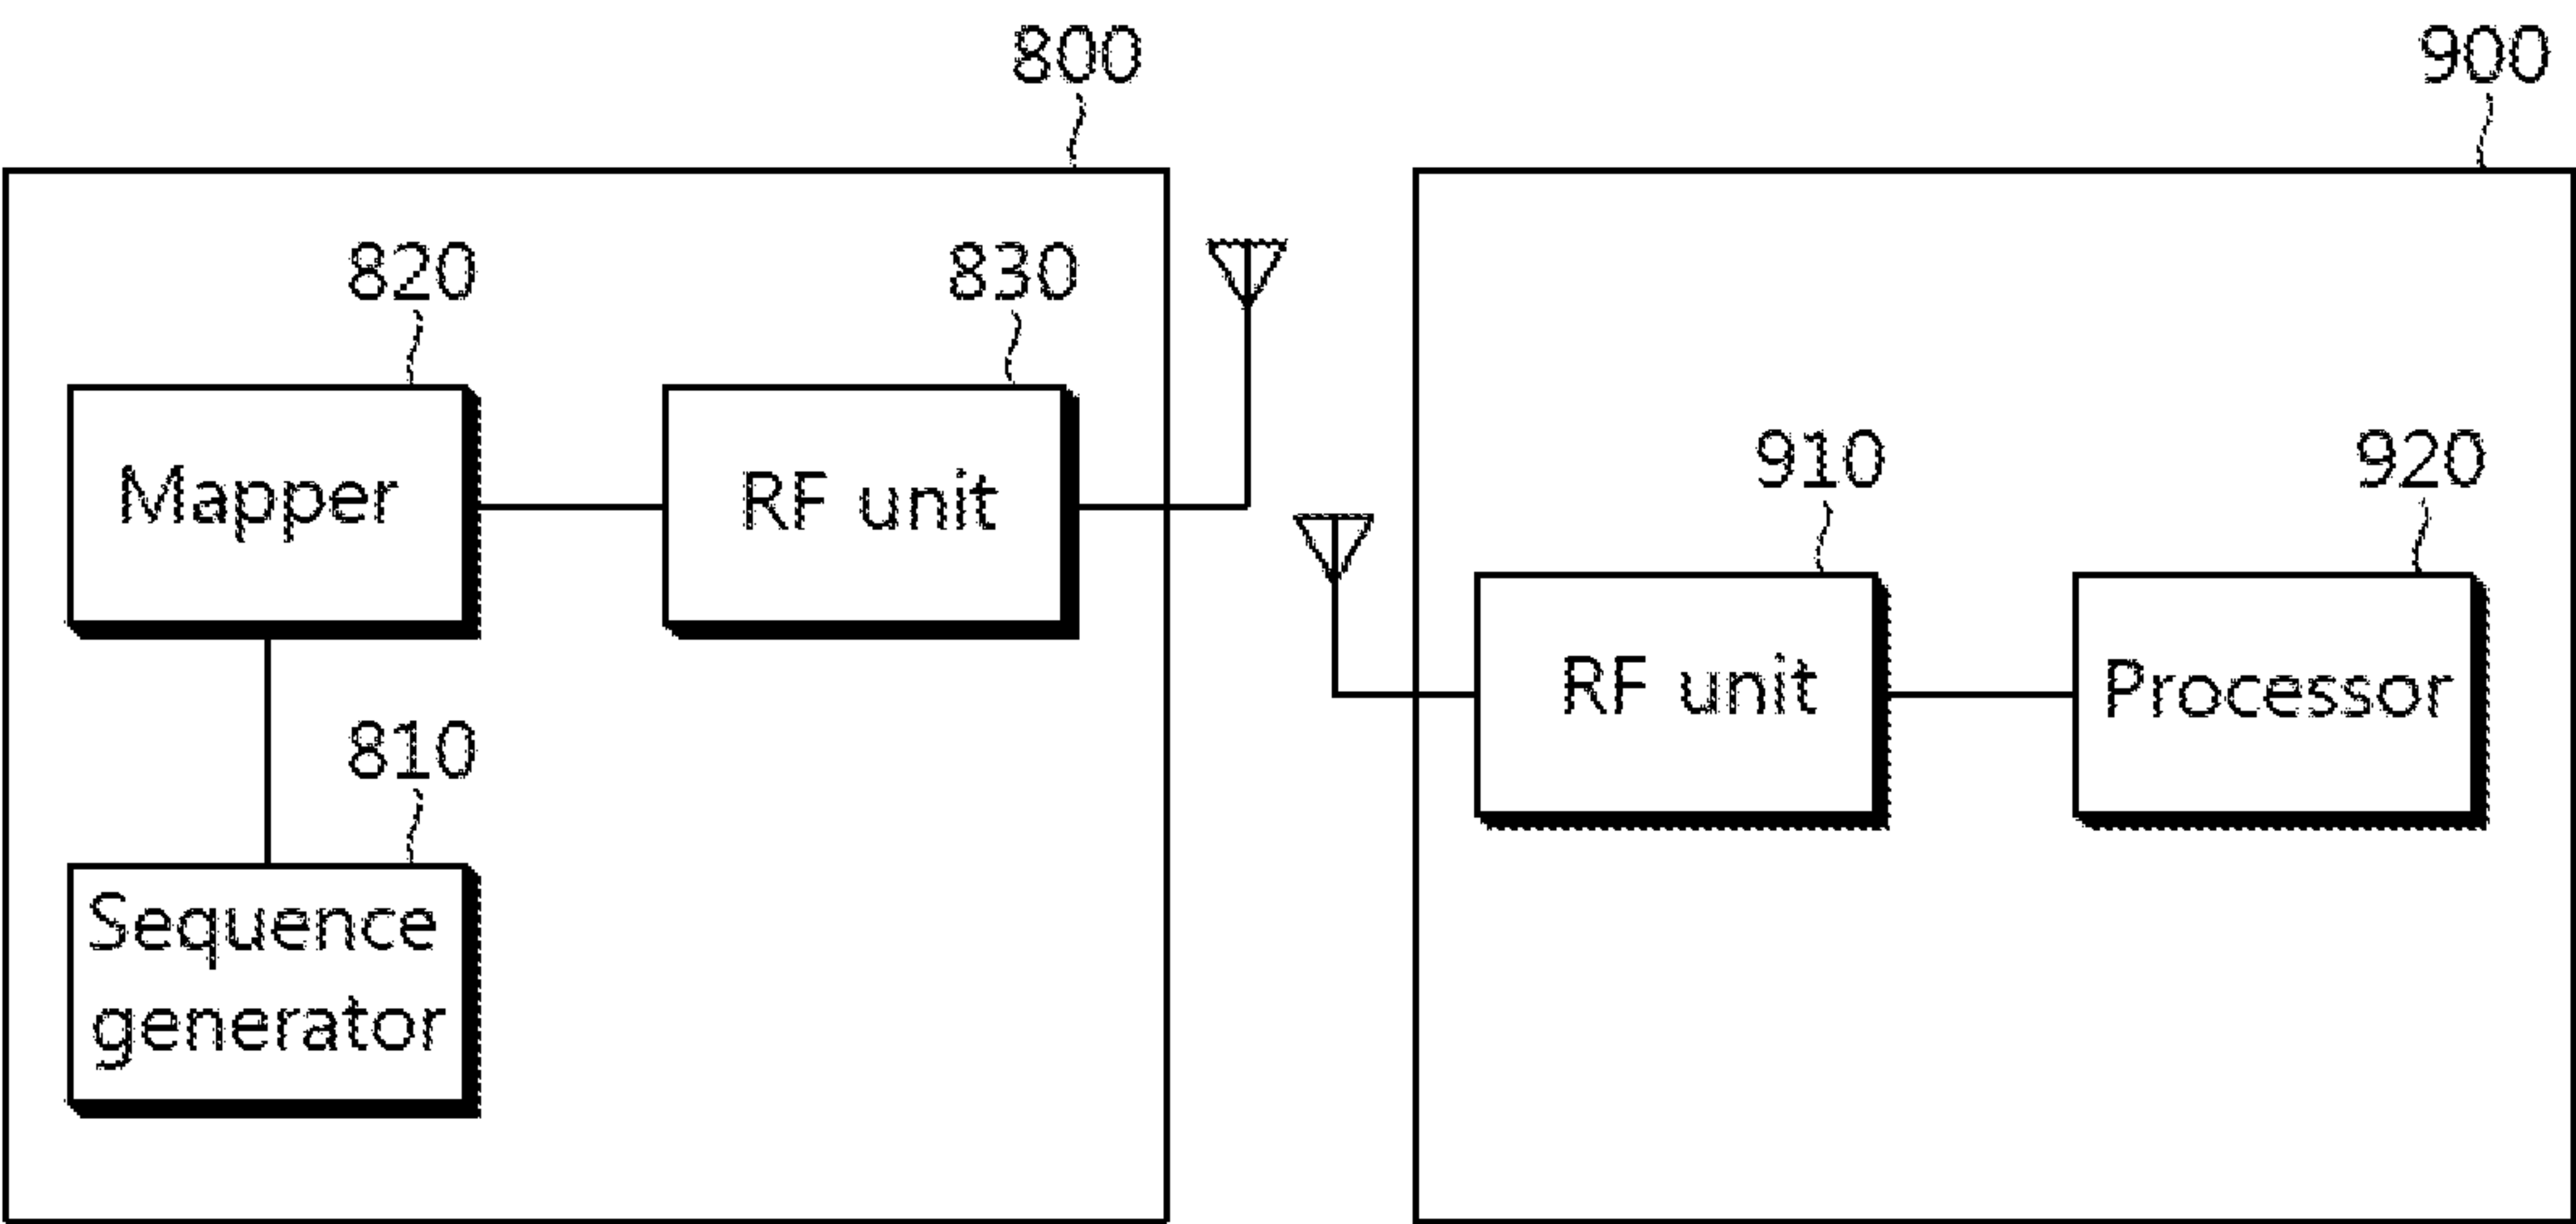 800
900
820
830
Mapper
RF unit
910
920
RF unit
Processor
810
Sequence
generator